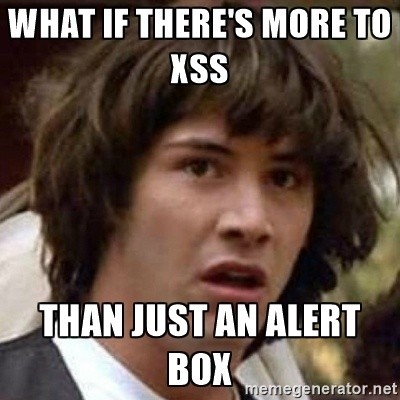 WHAT IF THERE'S MORE TO
XSS
THAN JUST AN ALERT
BOX
memegenerator.net